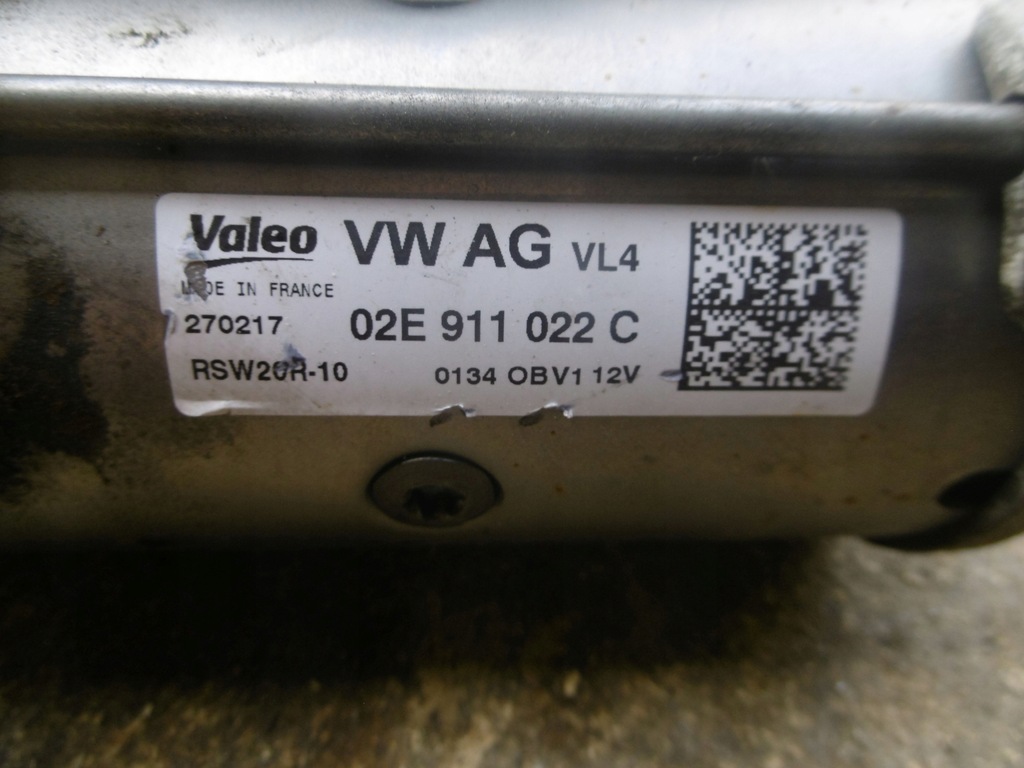 Valeo VW AG VL4
MADE IN FRANCE
270217 02E 911 022 C
RSW20R-10 0134 OBV1 12V